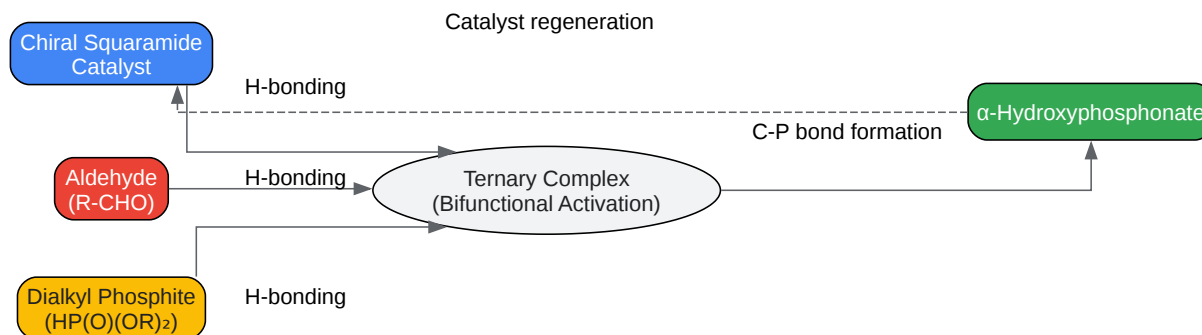 Catalyst regeneration
Chiral Squaramide
Catalyst
H-bonding
α-Hydroxyphosphonate
C-P bond formation
Aldehyde
(R-CHO)
H-bonding
Ternary Complex
(Bifunctional Activation)
Dialkyl Phosphite
(HP(O)(OR)₂)
H-bonding